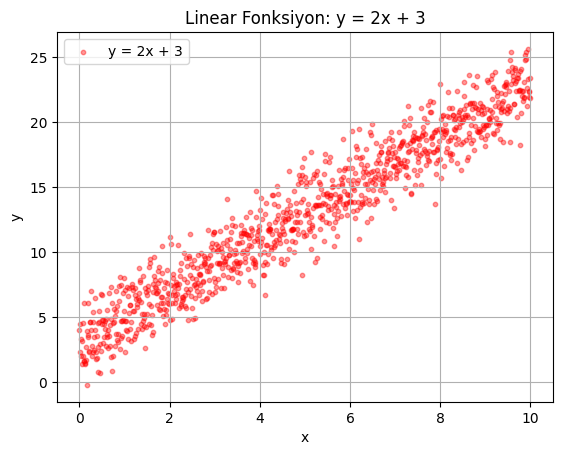 Linear Fonksiyon: y = 2x + 3
y = 2x + 3
25
20
15
10
5
0
y
0 2 4 6 8 10
x